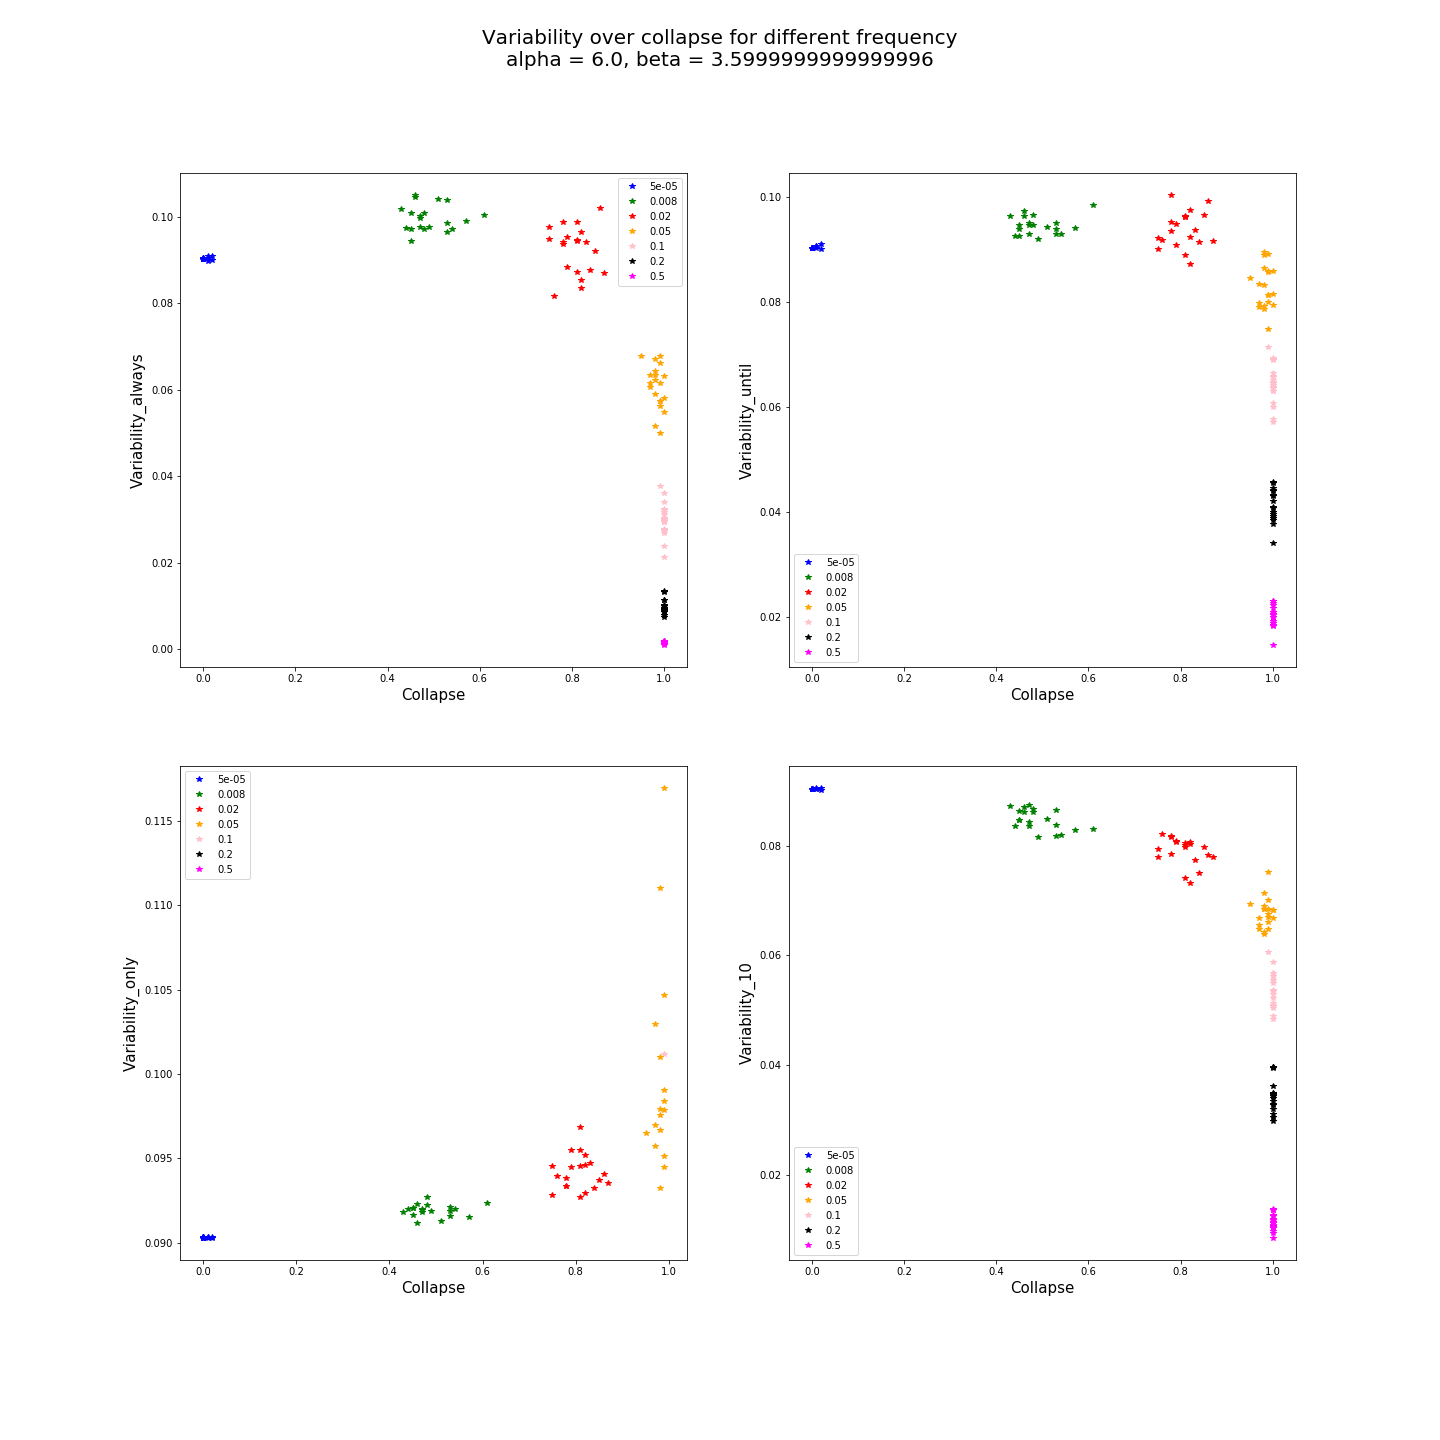 Variability over collapse for different frequency
alpha = 6.0, beta = 3.5999999999999996
0.10
0.08
0.06
0.04
0.02
0.00
Variability_always
5e-05
0.008
0.02
0.05
0.1
0.2
0.5
0.0 0.2 0.4 0.6 0.8 1.0
Collapse
0.10
0.08
0.06
0.04
0.02
Variability_until
5e-05
0.008
0.02
0.05
0.1
0.2
0.5
0.0 0.2 0.4 0.6 0.8 1.0
Collapse
0.115
0.110
0.105
0.100
0.095
0.090
Variability_only
5e-05
0.008
0.02
0.05
0.1
0.2
0.5
0.0 0.2 0.4 0.6 0.8 1.0
Collapse
0.08
0.06
0.04
0.02
Variability_10
5e-05
0.008
0.02
0.05
0.1
0.2
0.5
0.0 0.2 0.4 0.6 0.8 1.0
Collapse